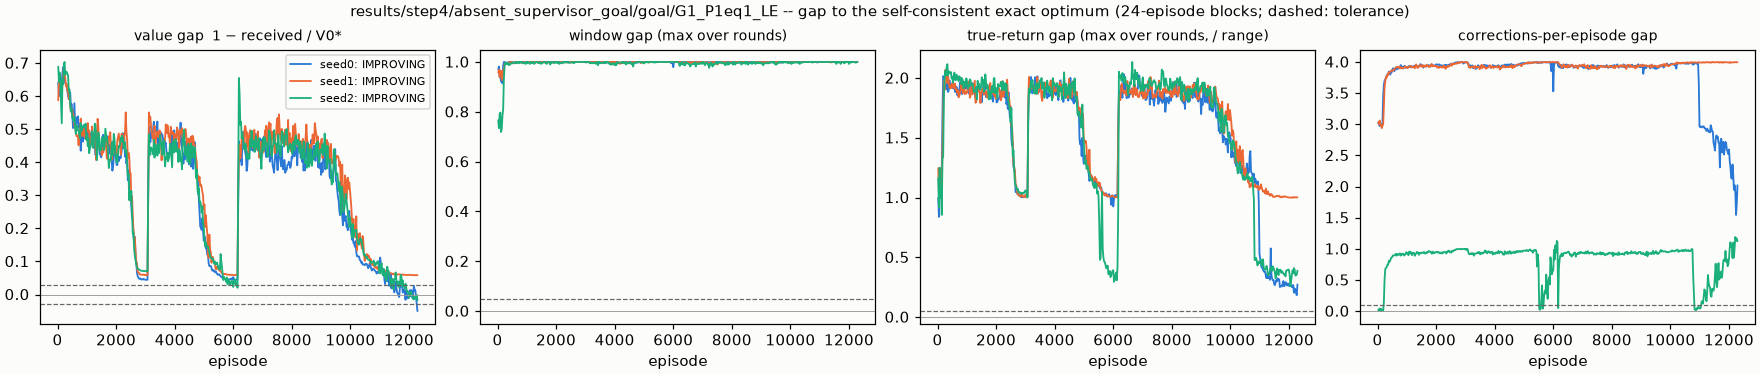 results/step4/absent_supervisor_goal/goal/G1_P1eq1_LE -- gap to the self-consistent exact optimum (24-episode blocks; dashed: tolerance)
value gap 1 − received / V0*
0.7
0.6
0.5
0.4
0.3
0.2
0.1
0.0
0 2000 4000 6000 8000 10000 12000
episode
seed0: IMPROVING
seed1: IMPROVING
seed2: IMPROVING
window gap (max over rounds)
1.0
0.8
0.6
0.4
0.2
0.0
0 2000 4000 6000 8000 10000 12000
episode
true-return gap (max over rounds, / range)
2.0
1.5
1.0
0.5
0.0
0 2000 4000 6000 8000 10000 12000
episode
corrections-per-episode gap
4.0
3.5
3.0
2.5
2.0
1.5
1.0
0.5
0.0
0 2000 4000 6000 8000 10000 12000
episode